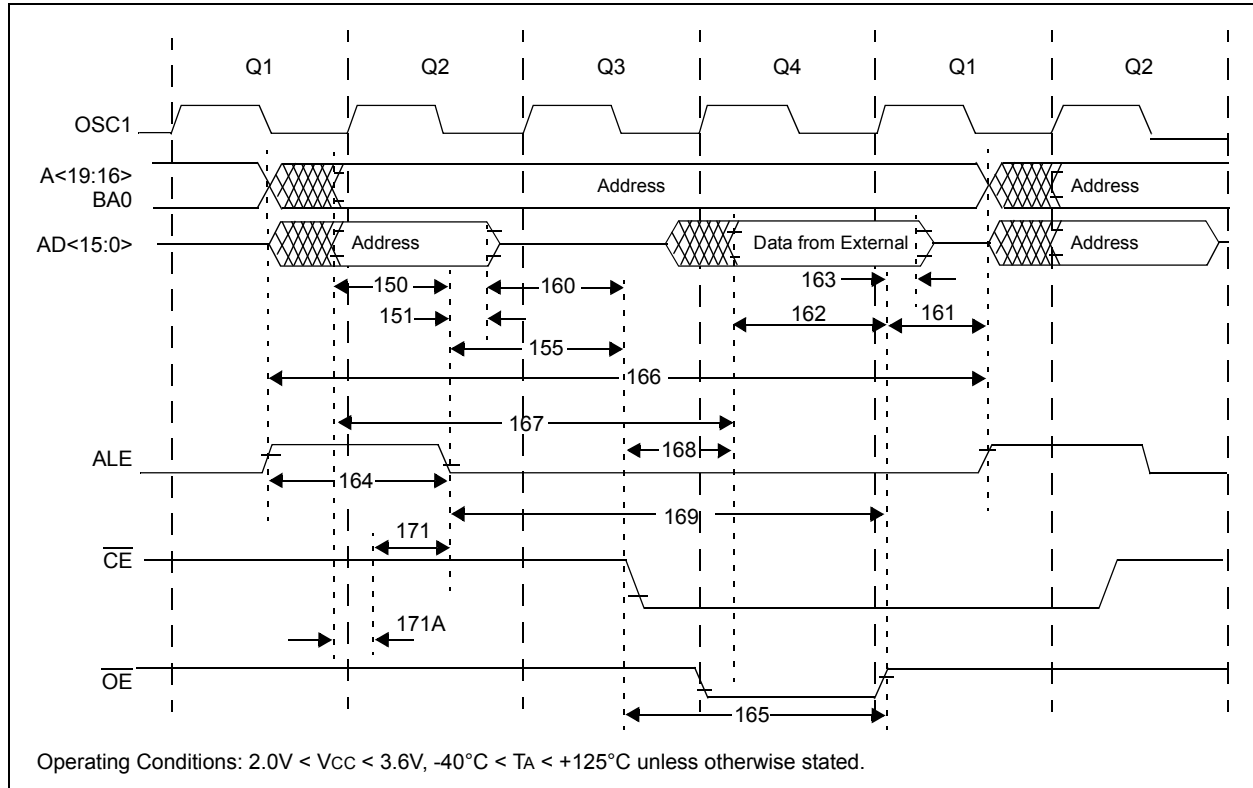 Q1 Q2 Q3 Q4 Q1 Q2
OSC1
A<19:16>
BA0
Address
Address
AD<15:0>
Address
Data from External
Address
163
150
160
151
162
161
155
166
167
168
ALE
164
169
171
CE
171A
OE
165
Operating Conditions: 2.0V < VCC < 3.6V, -40°C < TA < +125°C unless otherwise stated.